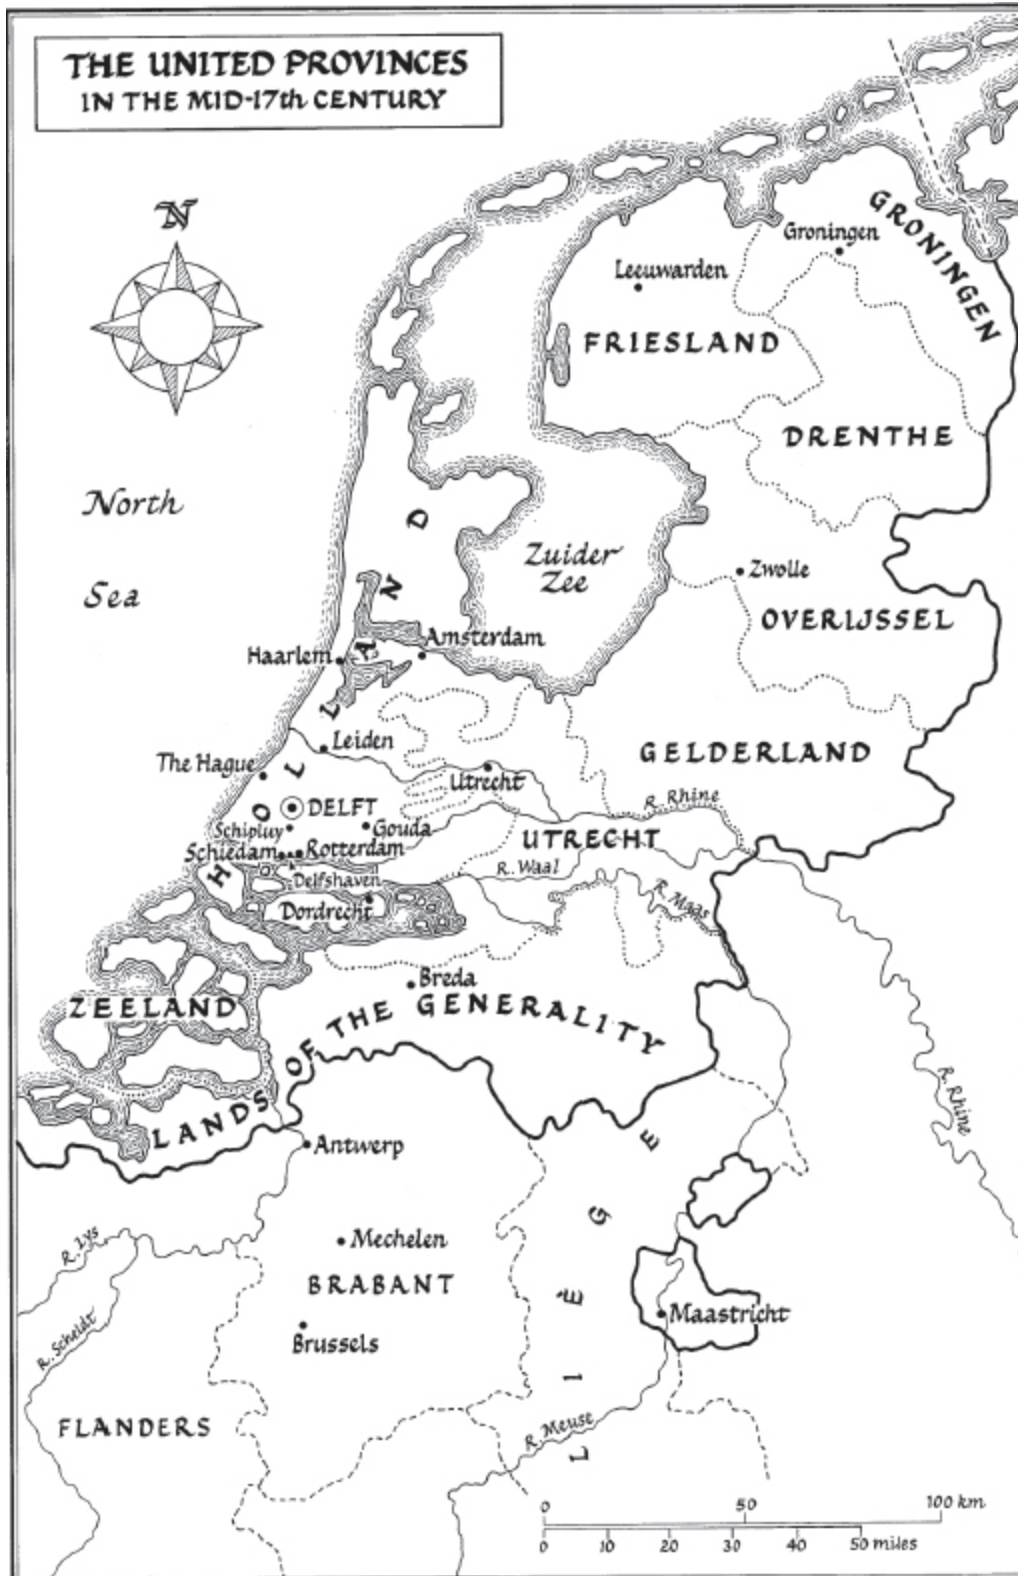 THE UNITED PROVINCES
IN THE MID-17th CENTURY
N
GRONINGEN
Groningen
Leeuwarden
FRIESLAND
DRENTHE
North
Sea
Zuider
Zee
Zwolle
OVERIJSSEL
HOLLAND
Amsterdam
Haarlem
Leiden
GELDERLAND
The Hague
Utrecht
R. Rhine
DELFT
Schipluy
Gouda
UTRECHT
Schiedam
Rotterdam
R. Waal
Delfshaven
R. Maas
Dordrecht
Breda
ZEELAND
LANDS OF THE GENERALITY
R. Rhine
Antwerp
R. Lys
Mechelen
BRABANT
LIÈGE
Maastricht
R. Scheldt
Brussels
FLANDERS
R. Meuse
0 50 100 km
0 10 20 30 40 50 miles